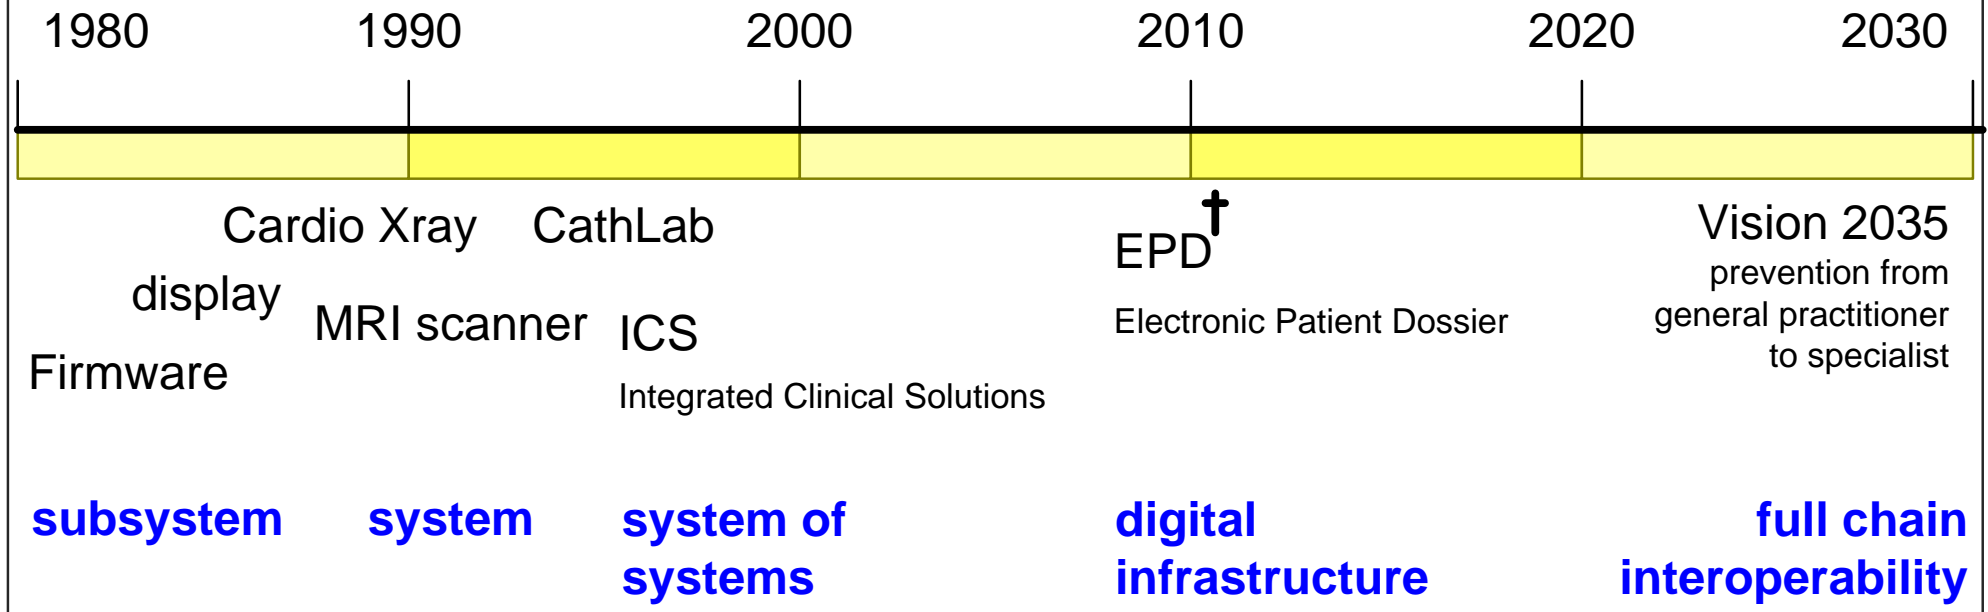 1980 1990 2000 2010 2020 2030
Cardio Xray CathLab
display
MRI scanner
Firmware
ICS
Integrated Clinical Solutions
EPD†
Electronic Patient Dossier
Vision 2035
prevention from
general practitioner
to specialist
subsystem
system
system of
systems
digital
infrastructure
full chain
interoperability